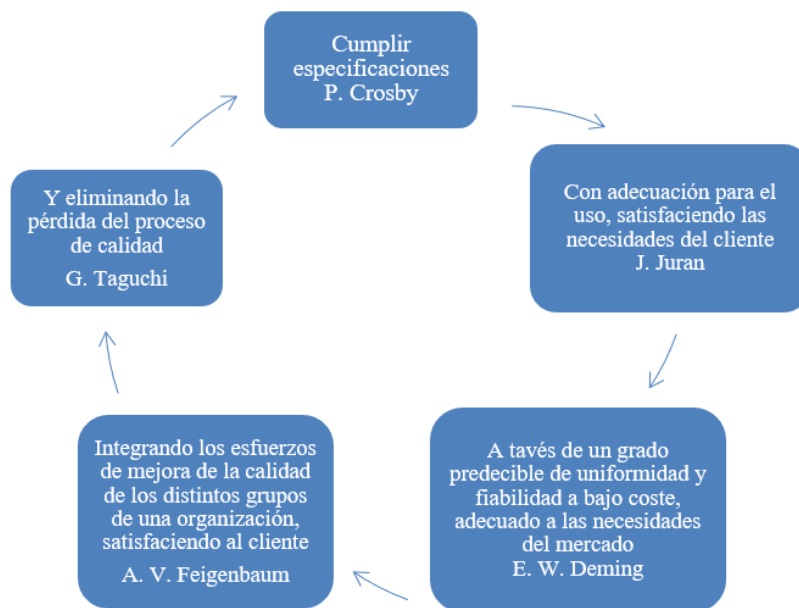 Cumplir
especificaciones
P. Crosby
Con adecuación para el
uso, satisfaciendo las
necesidades del cliente
J. Juran
A tavés de un grado
predecible de uniformidad y
fiabilidad a bajo coste,
adecuado a las necesidades
del mercado
E. W. Deming
Integrando los esfuerzos
de mejora de la calidad
de los distintos grupos
de una organización,
satisfaciendo al cliente
A. V. Feigenbaum
Y eliminando la
pérdida del proceso
de calidad
G. Taguchi